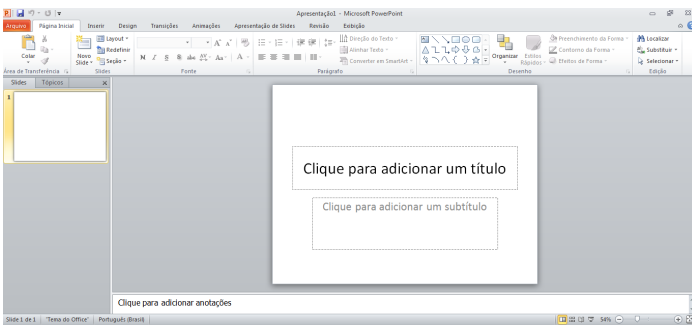 Apresentação1 - Microsoft PowerPoint
Arquivo Página Inicial Inserir Design Transições Animações Apresentação de Slides Revisão Exibição
Colar
Novo Slide
Layout
Redefinir
Seção
N I S S abc AV Aa A
Direção do Texto
Alinhar Texto
Converter em SmartArt
Organizar
Estilos Rápidos
Preenchimento da Forma
Contorno da Forma
Efeitos de Forma
Localizar
Substituir
Selecionar
Área de Transferência Slides Fonte Parágrafo Desenho Edição
Slides Tópicos
1
Clique para adicionar um título
Clique para adicionar um subtítulo
Clique para adicionar anotações
Slide 1 de 1 "Tema do Office" Português (Brasil) 54%